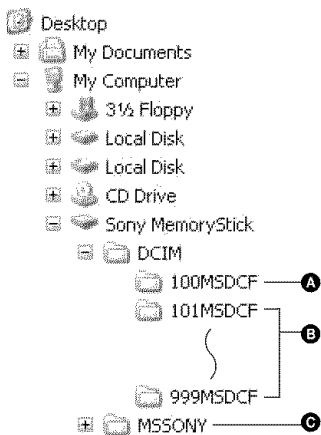 Desktop
My Documents
My Computer
3½ Floppy
Local Disk
Local Disk
CD Drive
Sony MemoryStick
DCIM
100MSDCF A
101MSDCF
B
999MSDCF
MSSONY C